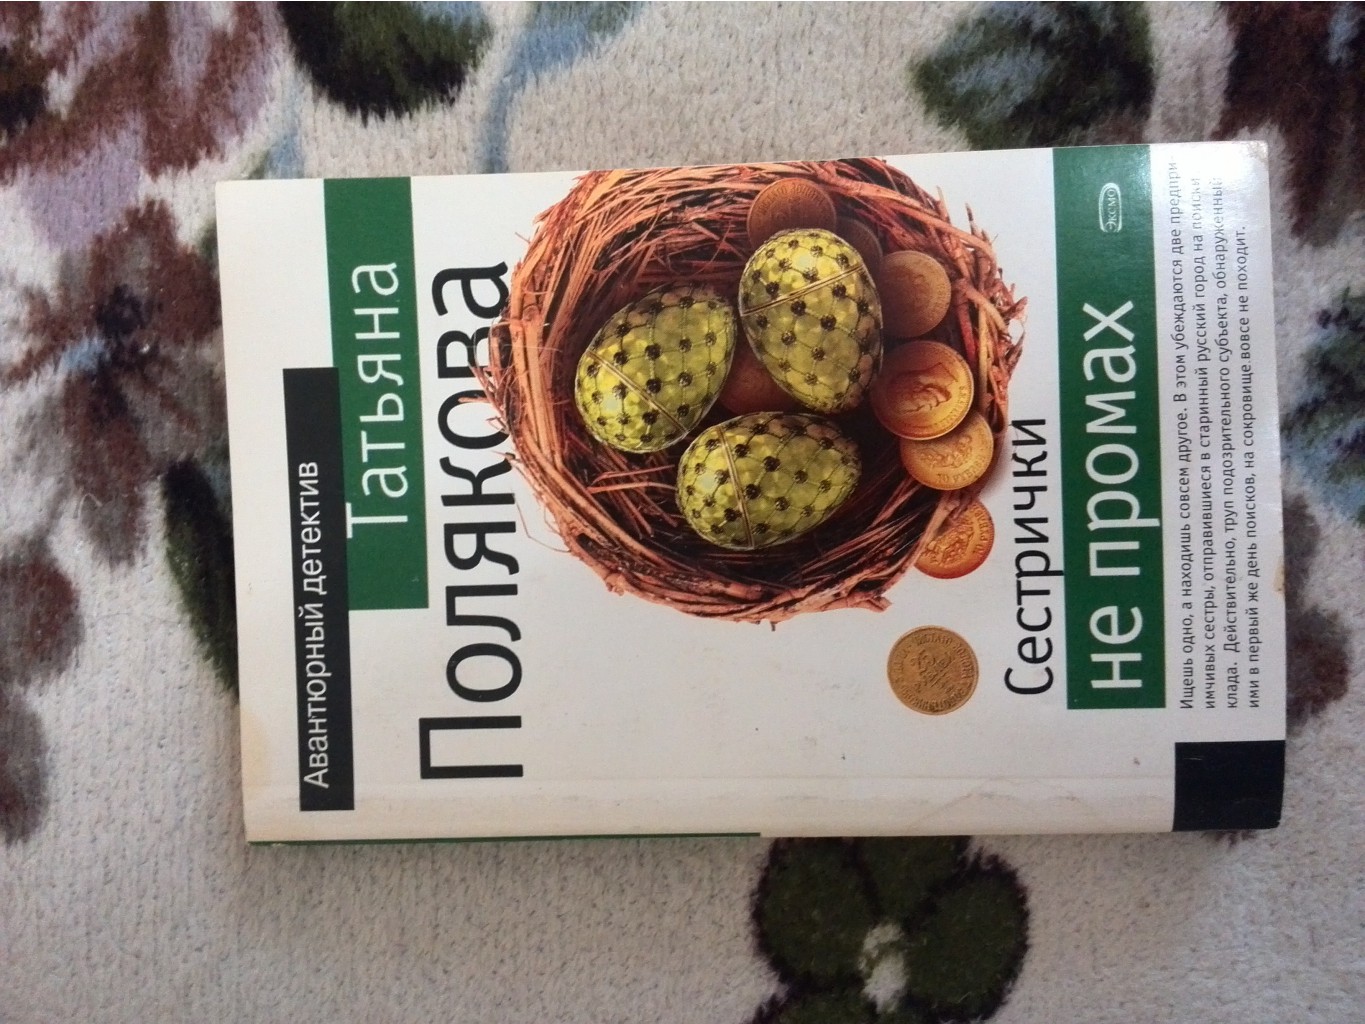 Авантюрный детектив
Татьяна
Полякова
Сестрички
не промах
эксмо
Ищешь одно, а находишь совсем другое. В этом убеждаются две предпри-
имчивых сестры, отправившиеся в старинный русский город на поиски
клада. Действительно, труп подозрительного субъекта, обнаруженный
ими в первый же день поисков, на сокровище вовсе не походит.